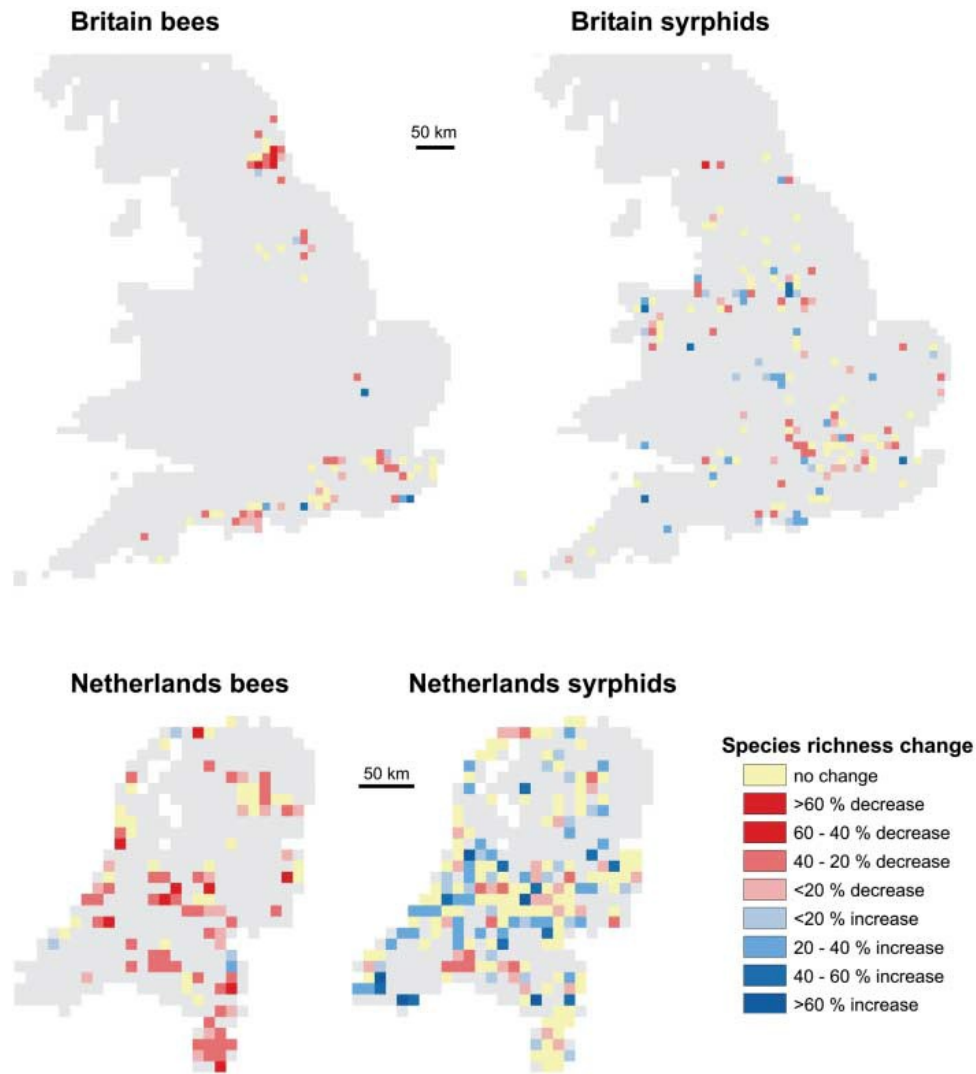 Britain bees
Britain syrphids
50 km
Netherlands bees
Netherlands syrphids
50 km
Species richness change
no change
>60 % decrease
60 - 40 % decrease
40 - 20 % decrease
<20 % decrease
<20 % increase
20 - 40 % increase
40 - 60 % increase
>60 % increase